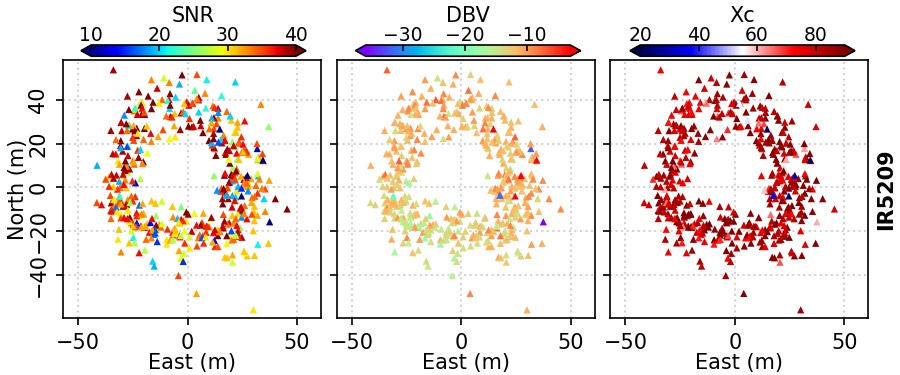 SNR DBV Xc
10 20 30 40 −30 −20 −10 20 40 60 80
North (m)
40
20
0
−20
−40
IR5209
−50 0 50 −50 0 50 −50 0 50
East (m) East (m) East (m)